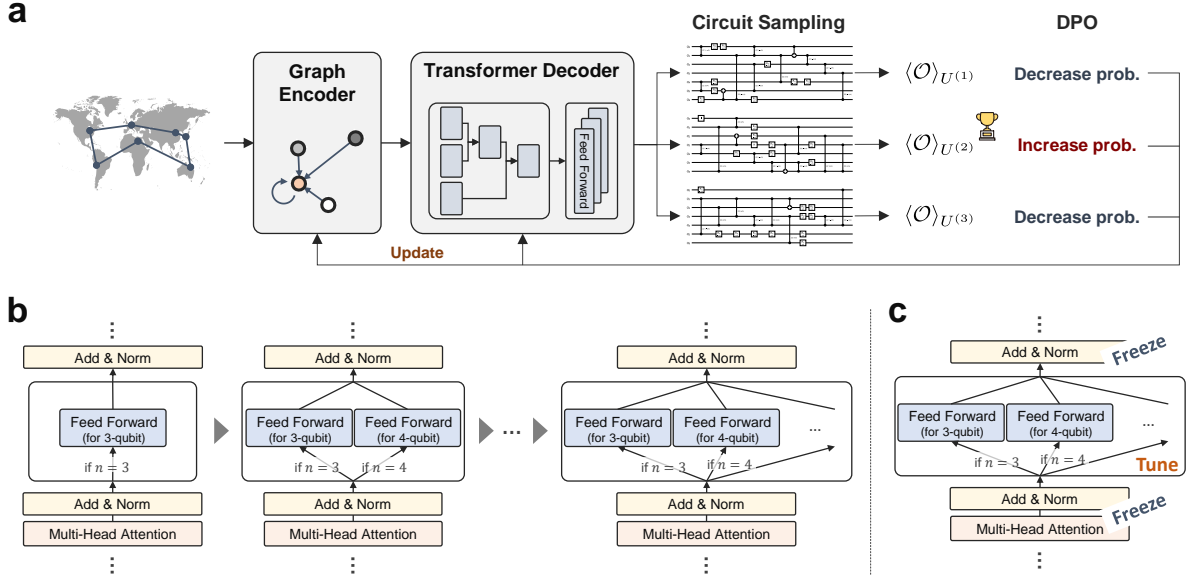 a
Circuit Sampling
DPO
Graph
Encoder
Transformer Decoder
Feed Forward
⟨𝒪⟩U(1)
Decrease prob.
⟨𝒪⟩U(2)
Increase prob.
⟨𝒪⟩U(3)
Decrease prob.
Update
b
⋮
Add & Norm
Feed Forward
(for 3-qubit)
if n = 3
Add & Norm
Multi-Head Attention
⋮
⋮
Add & Norm
Feed Forward
(for 3-qubit)
Feed Forward
(for 4-qubit)
if n = 3
if n = 4
Add & Norm
Multi-Head Attention
⋮
...
⋮
Add & Norm
Feed Forward
(for 3-qubit)
Feed Forward
(for 4-qubit)
...
if n = 3
if n = 4
Add & Norm
Multi-Head Attention
⋮
c
⋮
Add & Norm
Freeze
Feed Forward
(for 3-qubit)
Feed Forward
(for 4-qubit)
...
if n = 3
if n = 4
Tune
Add & Norm
Freeze
Multi-Head Attention
⋮